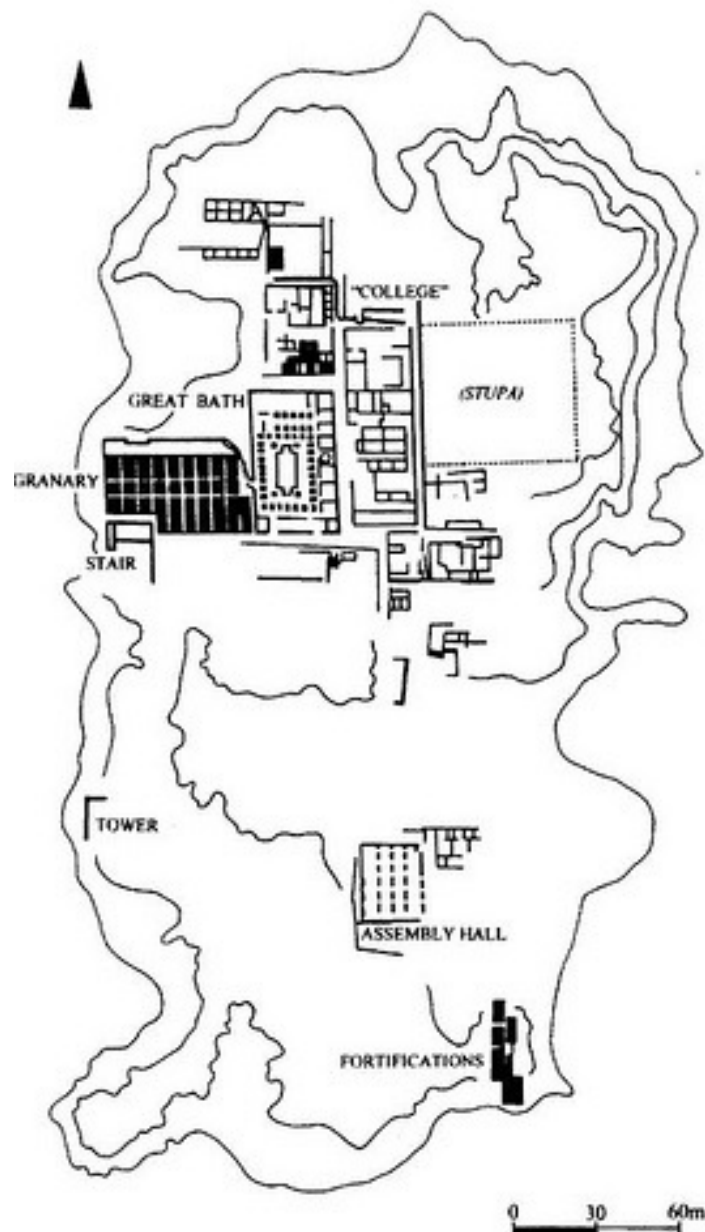 "COLLEGE"
(STUPA)
GREAT BATH
GRANARY
STAIR
TOWER
ASSEMBLY HALL
FORTIFICATIONS
0 30 60m